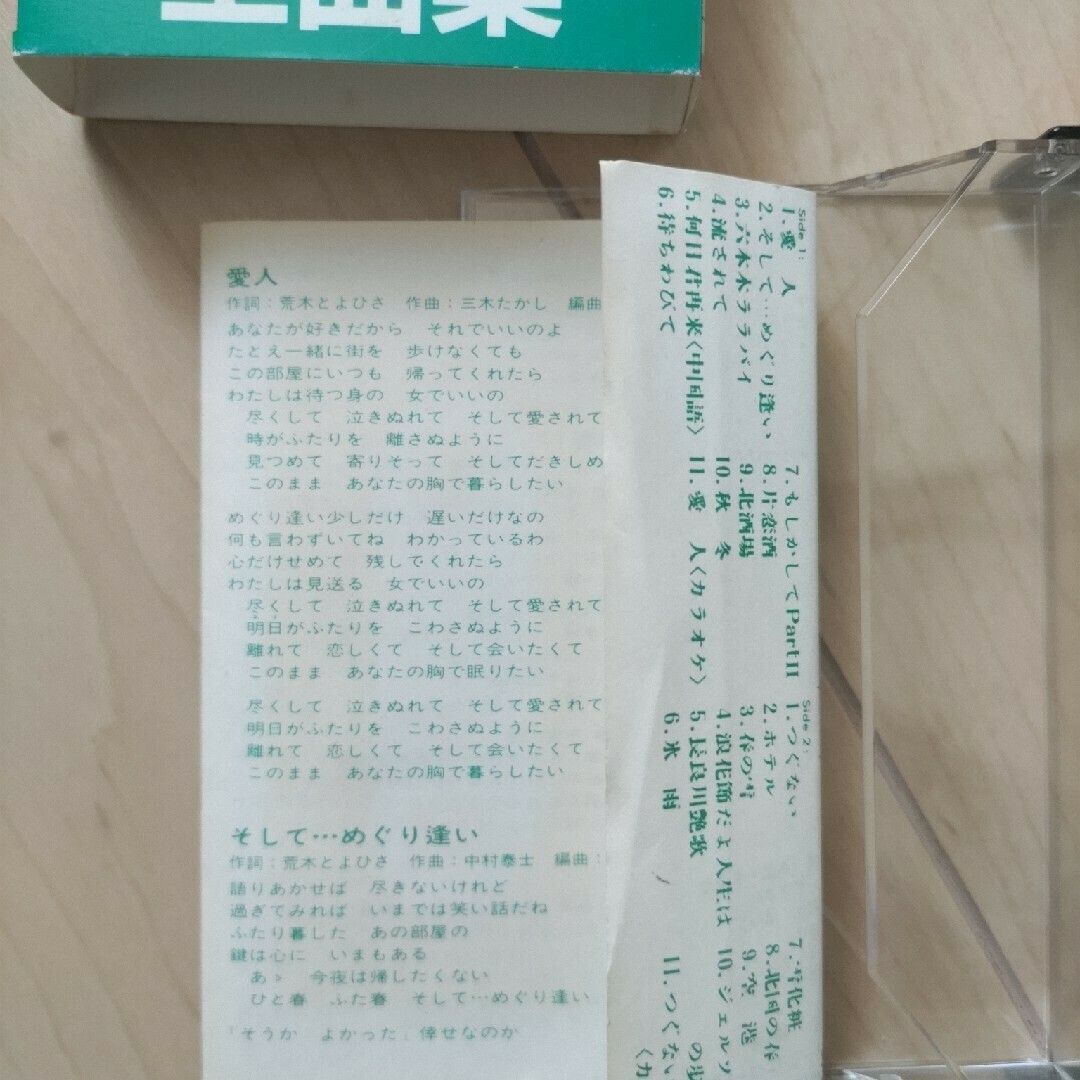 全曲集
愛人
作詞：荒木とよひさ 作曲：三木たかし 編曲
あなたが好きだから それでいいのよ
たとえ一緒に街を 歩けなくても
この部屋にいつも 帰ってくれたら
わたしは待つ身の 女でいいの
尽くして 泣きぬれて そして愛されて
時がふたりを 離さぬように
見つめて 寄りそって そしてだきしめ
このまま あなたの胸で暮らしたい
めぐり逢い少しだけ 遅いだけなの
何も言わずいてね わかっているわ
心だけせめて 残してくれたら
わたしは見送る 女でいいの
尽くして 泣きぬれて そして愛されて
明日がふたりを こわさぬように
離れて 恋しくて そして会いたくて
このまま あなたの胸で眠りたい
尽くして 泣きぬれて そして愛されて
明日がふたりを こわさぬように
離れて 恋しくて そして会いたくて
このまま あなたの胸で暮らしたい
そして…めぐり逢い
作詞：荒木とよひさ 作曲：中村泰士 編曲：
語りあかせば 尽きないけれど
過ぎてみれば いまでは笑い話だね
ふたり暮した あの部屋の
鍵は心に いまもある
あゝ 今夜は帰したくない
ひと春 ふた春 そして…めぐり逢い
「そうか よかった」倖せなのか
Side 1:
1.愛 人
2.そして…めぐり逢い
3.六本木ララバイ
4.流されて
5.何日君再来〈中国語〉
6.待ちわびて
7.もしかしてPartII
8.片恋酒
9.北酒場
10.秋 冬
11.愛 人〈カラオケ〉
Side 2:
1.つぐない
2.ホテル
3.春の雪
4.浪花節だよ人生は
5.長良川艶歌
6.氷 雨
7.雪化粧
8.北国の春
9.空 港
10.ジェルソ
の歩
11.つぐない
〈カ